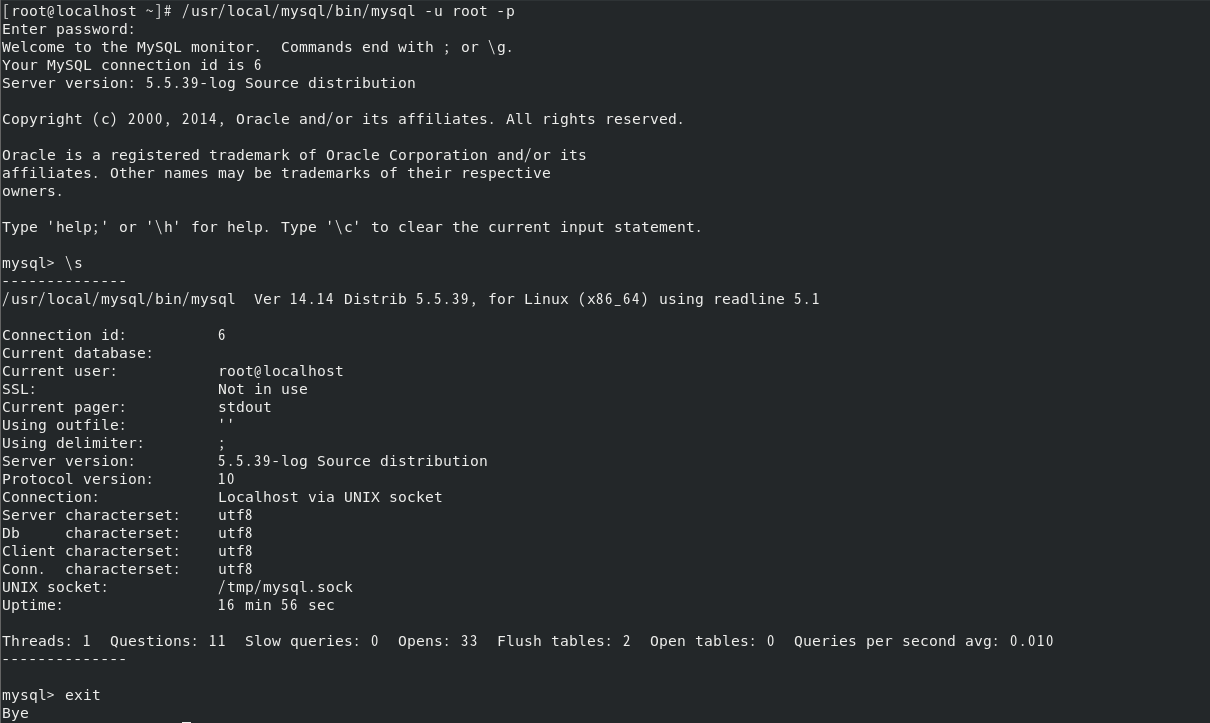 [root@localhost ~]# /usr/local/mysql/bin/mysql -u root -p
Enter password:
Welcome to the MySQL monitor.  Commands end with ; or \g.
Your MySQL connection id is 6
Server version: 5.5.39-log Source distribution

Copyright (c) 2000, 2014, Oracle and/or its affiliates. All rights reserved.

Oracle is a registered trademark of Oracle Corporation and/or its
affiliates. Other names may be trademarks of their respective
owners.

Type 'help;' or '\h' for help. Type '\c' to clear the current input statement.

mysql> \s
--------------
/usr/local/mysql/bin/mysql  Ver 14.14 Distrib 5.5.39, for Linux (x86_64) using readline 5.1

Connection id:          6
Current database:
Current user:           root@localhost
SSL:                    Not in use
Current pager:          stdout
Using outfile:          ''
Using delimiter:        ;
Server version:         5.5.39-log Source distribution
Protocol version:       10
Connection:             Localhost via UNIX socket
Server characterset:    utf8
Db     characterset:    utf8
Client characterset:    utf8
Conn.  characterset:    utf8
UNIX socket:            /tmp/mysql.sock
Uptime:                 16 min 56 sec

Threads: 1  Questions: 11  Slow queries: 0  Opens: 33  Flush tables: 2  Open tables: 0  Queries per second avg: 0.010
--------------

mysql> exit
Bye